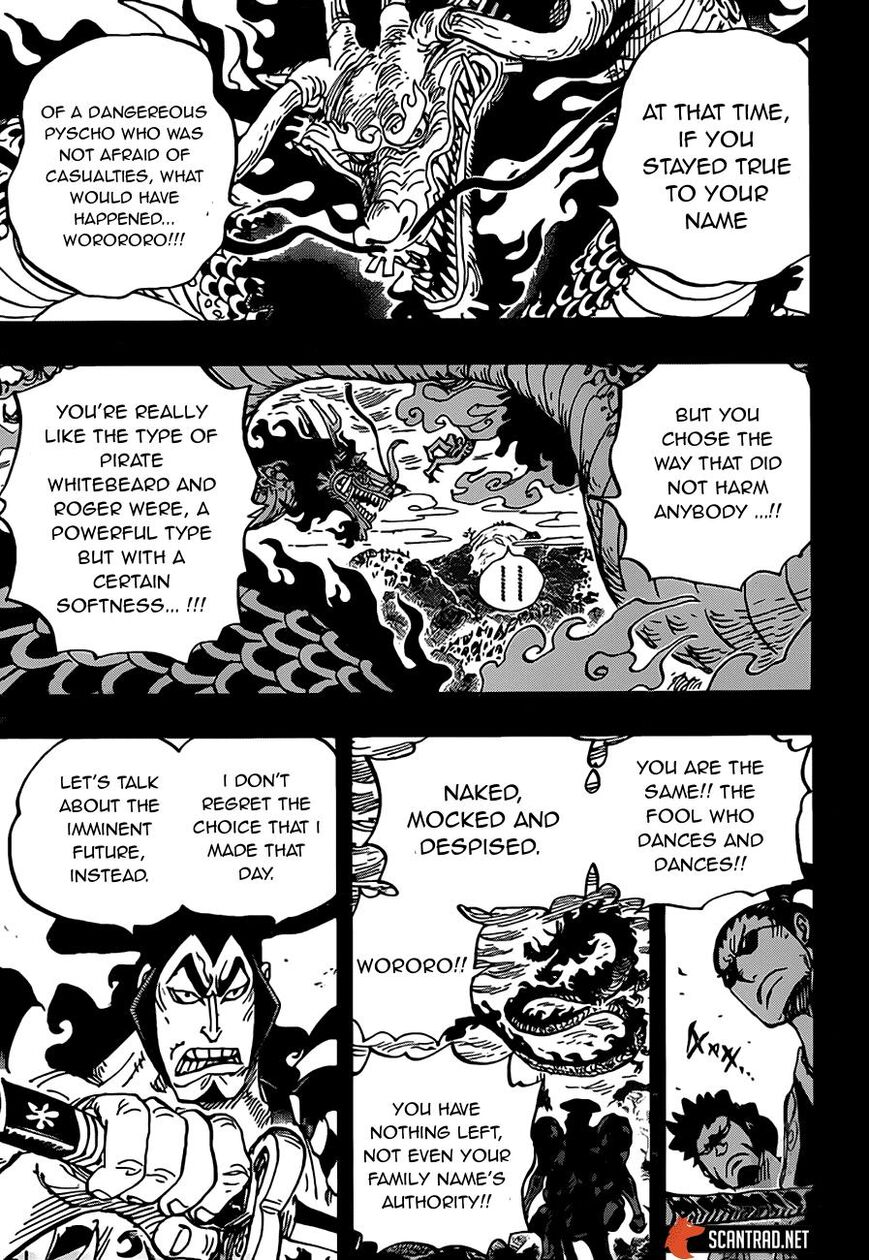 AT THAT TIME,
IF YOU
STAYED TRUE
TO YOUR
NAME
OF A DANGEREOUS
PYSCHO WHO WAS
NOT AFRAID OF
CASUALTIES, WHAT
WOULD HAVE
HAPPENED...
WORORORO!!!
BUT YOU
CHOSE THE
WAY THAT DID
NOT HARM
ANYBODY ...!!
YOU'RE REALLY
LIKE THE TYPE OF
PIRATE
WHITEBEARD AND
ROGER WERE, A
POWERFUL TYPE
BUT WITH A
CERTAIN
SOFTNESS... !!!
YOU ARE THE
SAME!! THE
FOOL WHO
DANCES AND
DANCES!!
NAKED,
MOCKED AND
DESPISED.
WORORO!!
YOU HAVE
NOTHING LEFT,
NOT EVEN YOUR
FAMILY NAME'S
AUTHORITY!!
I DON'T
REGRET THE
CHOICE THAT I
MADE THAT
DAY.
LET'S TALK
ABOUT THE
IMMINENT
FUTURE,
INSTEAD.
SCANTRAD.NET